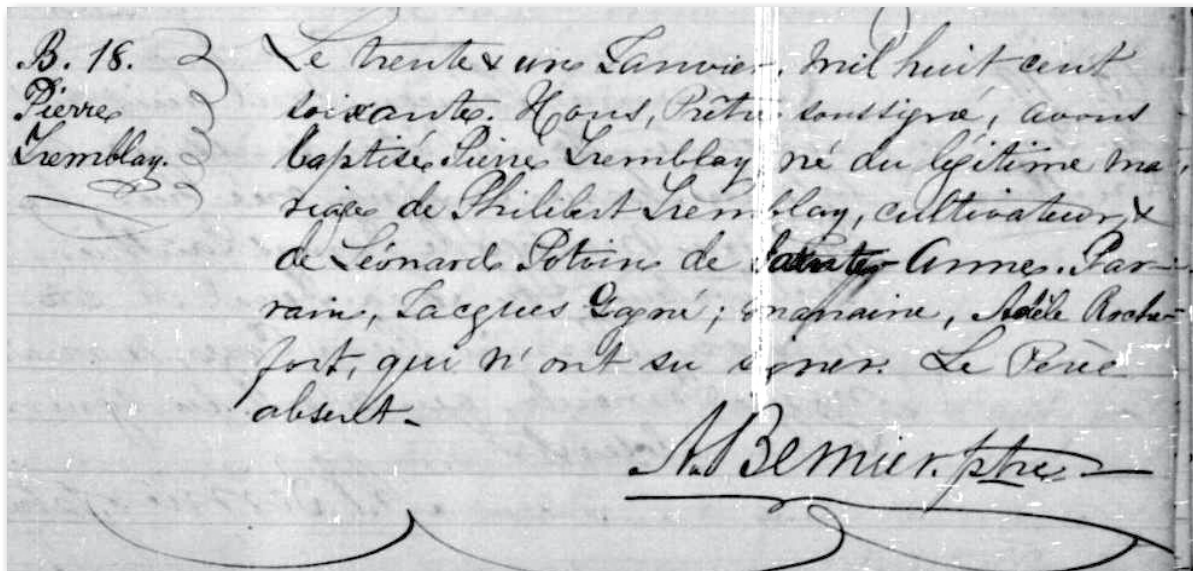 B. 18.
Pierre
Tremblay.
Le trente & un Janvier, mil huit cent
soixante. Nous, Prêtre soussigné, avons
baptisé Pierre Tremblay, né du légitime ma
riage de Philibert Tremblay, cultivateur, &
de Léonard Potvin de Sainte-Anne. Par-
rain, Jacques Gagné; maraine, Adèle Roche-
fort, qui n'ont su signer. Le Père
absent-
N. Bernier. ptre